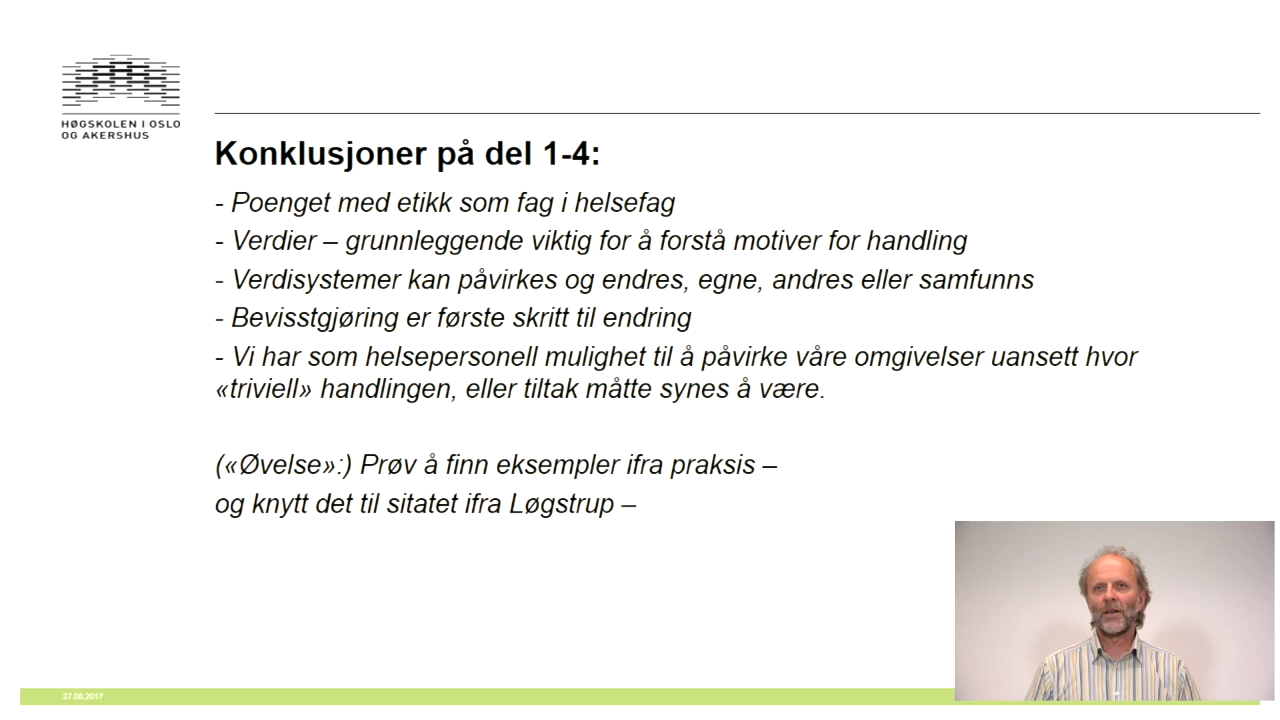 HØGSKOLEN I OSLO
OG AKERSHUS
Konklusjoner på del 1-4:
- Poenget med etikk som fag i helsefag
- Verdier – grunnleggende viktig for å forstå motiver for handling
- Verdisystemer kan påvirkes og endres, egne, andres eller samfunns
- Bevisstgjøring er første skritt til endring
- Vi har som helsepersonell mulighet til å påvirke våre omgivelser uansett hvor
«triviell» handlingen, eller tiltak måtte synes å være.
(«Øvelse»:) Prøv å finn eksempler ifra praksis –
og knytt det til sitatet ifra Løgstrup –
27.06.2017